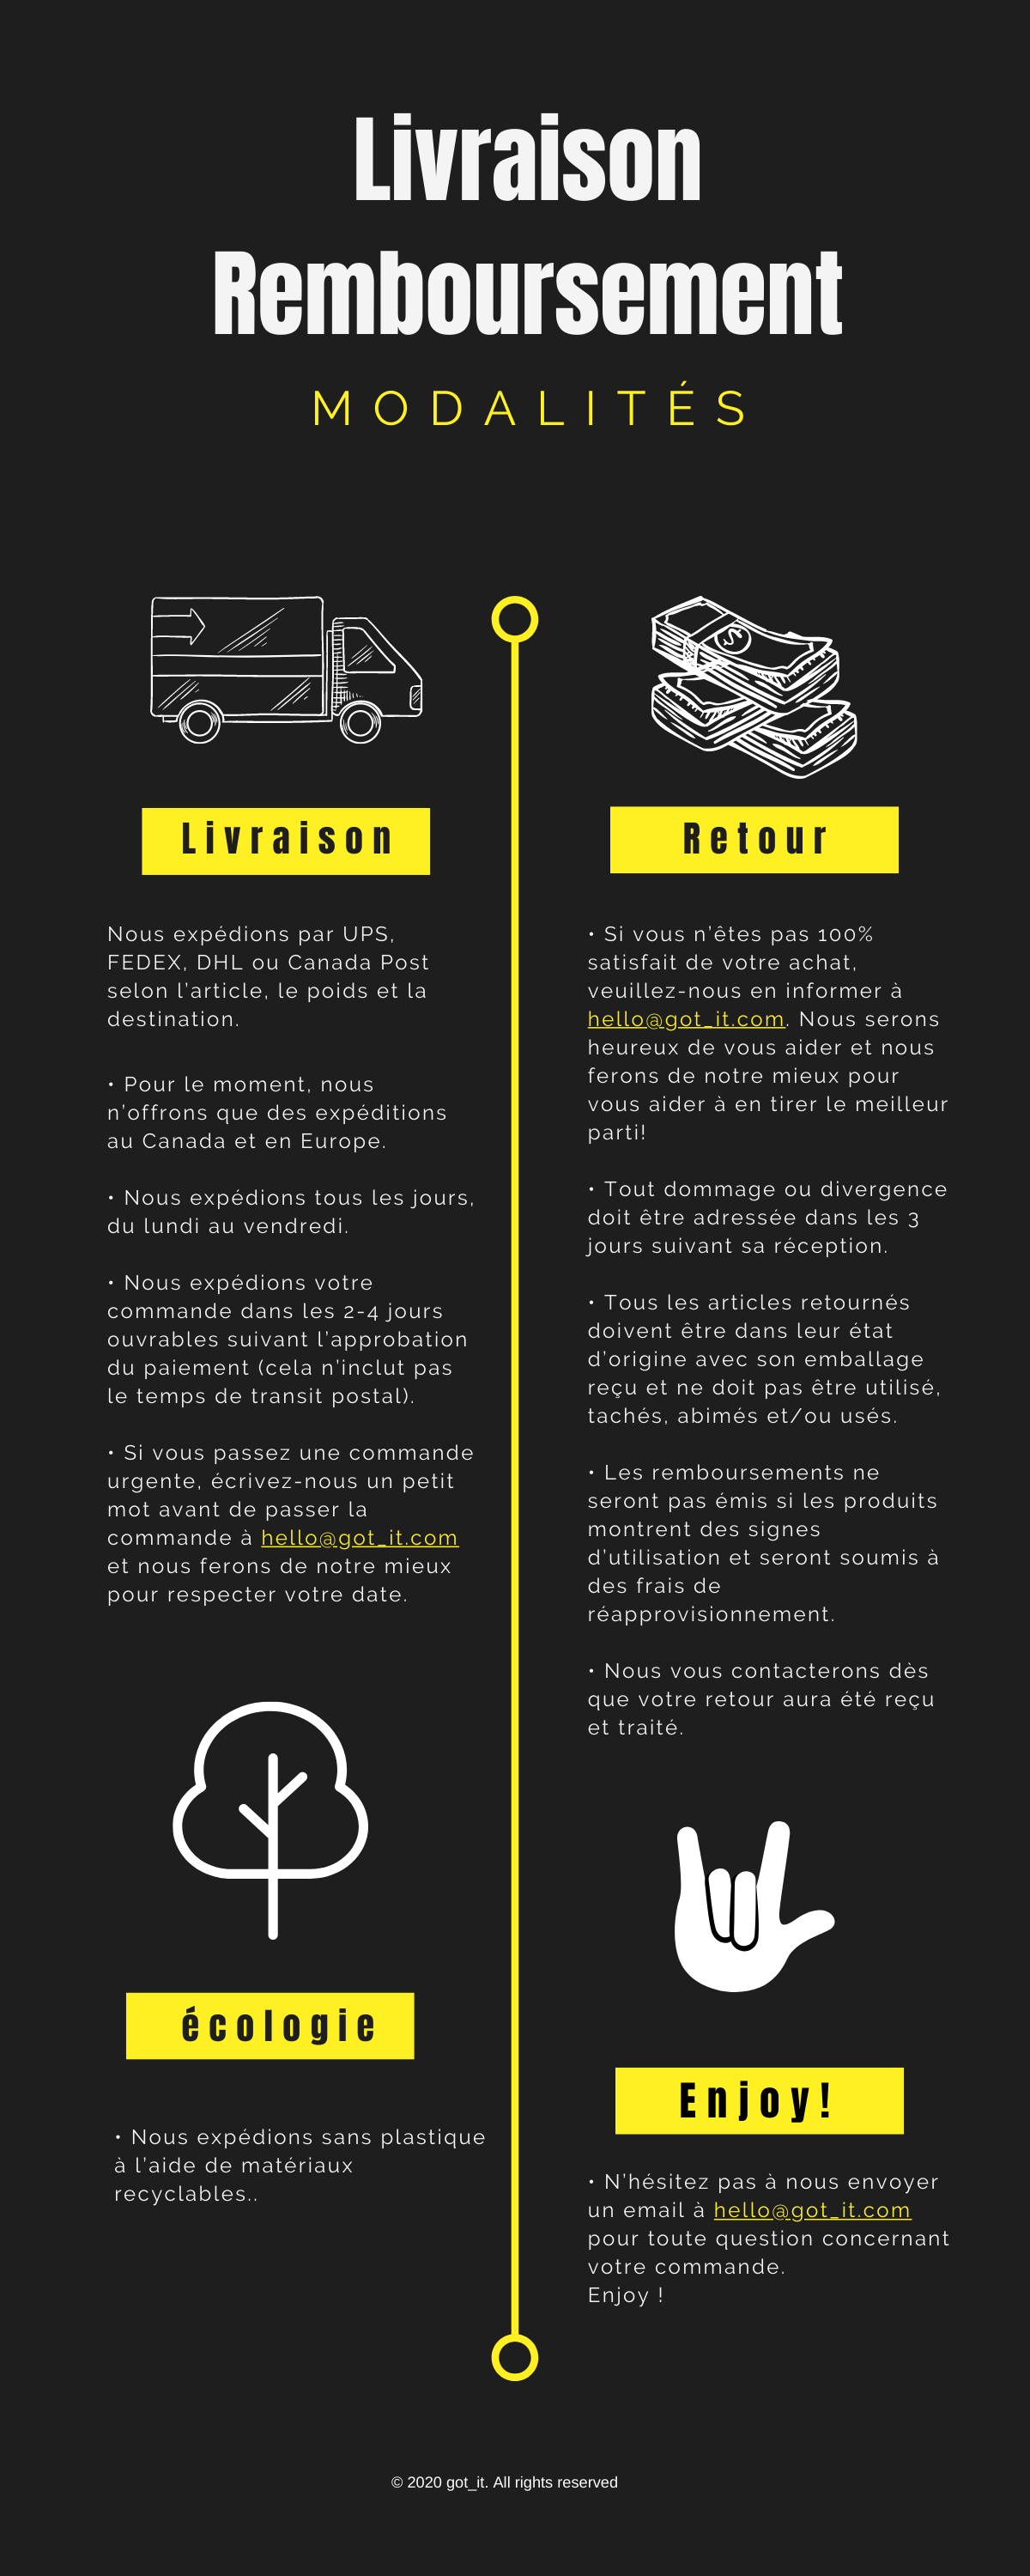 Livraison
Remboursement
MODALITÉS
Livraison
Nous expédions par UPS,
FEDEX, DHL ou Canada Post
selon l’article, le poids et la
destination.
• Pour le moment, nous
n’offrons que des expéditions
au Canada et en Europe.
• Nous expédions tous les jours,
du lundi au vendredi.
• Nous expédions votre
commande dans les 2-4 jours
ouvrables suivant l’approbation
du paiement (cela n’inclut pas
le temps de transit postal).
• Si vous passez une commande
urgente, écrivez-nous un petit
mot avant de passer la
commande à hello@got_it.com
et nous ferons de notre mieux
pour respecter votre date.
écologie
• Nous expédions sans plastique
à l’aide de matériaux
recyclables..
Retour
• Si vous n’êtes pas 100%
satisfait de votre achat,
veuillez-nous en informer à
hello@got_it.com. Nous serons
heureux de vous aider et nous
ferons de notre mieux pour
vous aider à en tirer le meilleur
parti!
• Tout dommage ou divergence
doit être adressée dans les 3
jours suivant sa réception.
• Tous les articles retournés
doivent être dans leur état
d’origine avec son emballage
reçu et ne doit pas être utilisé,
tachés, abimés et/ou usés.
• Les remboursements ne
seront pas émis si les produits
montrent des signes
d’utilisation et seront soumis à
des frais de
réapprovisionnement.
• Nous vous contacterons dès
que votre retour aura été reçu
et traité.
Enjoy!
• N’hésitez pas à nous envoyer
un email à hello@got_it.com
pour toute question concernant
votre commande.
Enjoy !
© 2020 got_it. All rights reserved